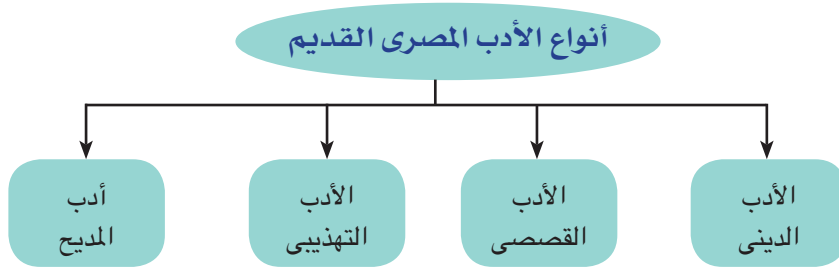 أنواع الأدب المصرى القديم
الأدب
الدينى
الأدب
القصصى
الأدب
التهذيبى
أدب
المديح